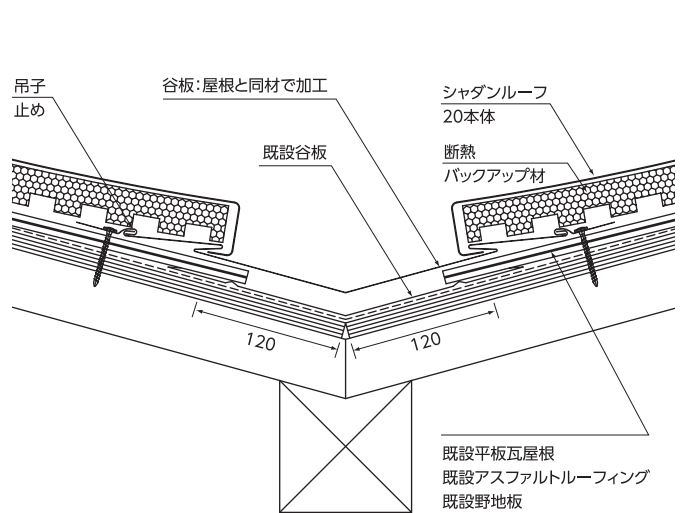 吊子
止め
谷板：屋根と同材で加工
既設谷板
シャダンルーフ
20本体
断熱
バックアップ材
120
120
既設平板瓦屋根
既設アスファルトルーフィング
既設野地板